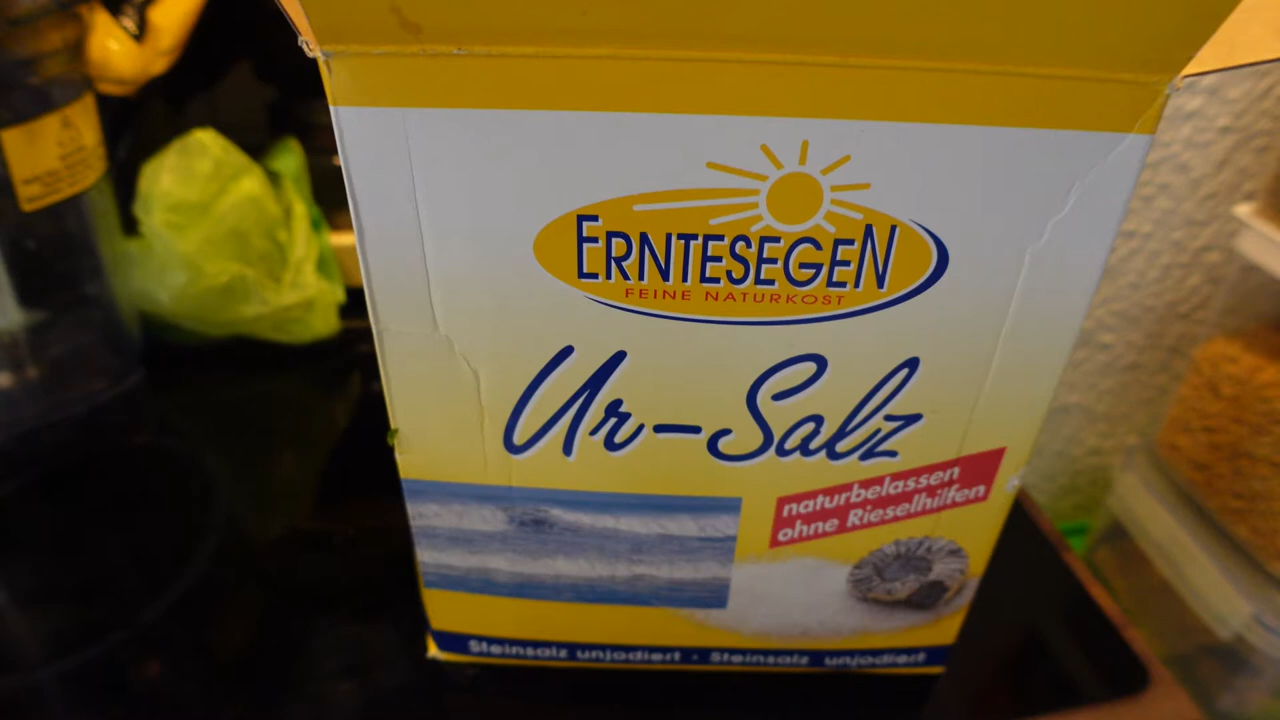 ERNTESEGEN
FEINE NATURKOST
Ur-Salz
naturbelassen
ohne Rieselhilfen
Steinsalz unjodiert · Steinsalz unjodiert